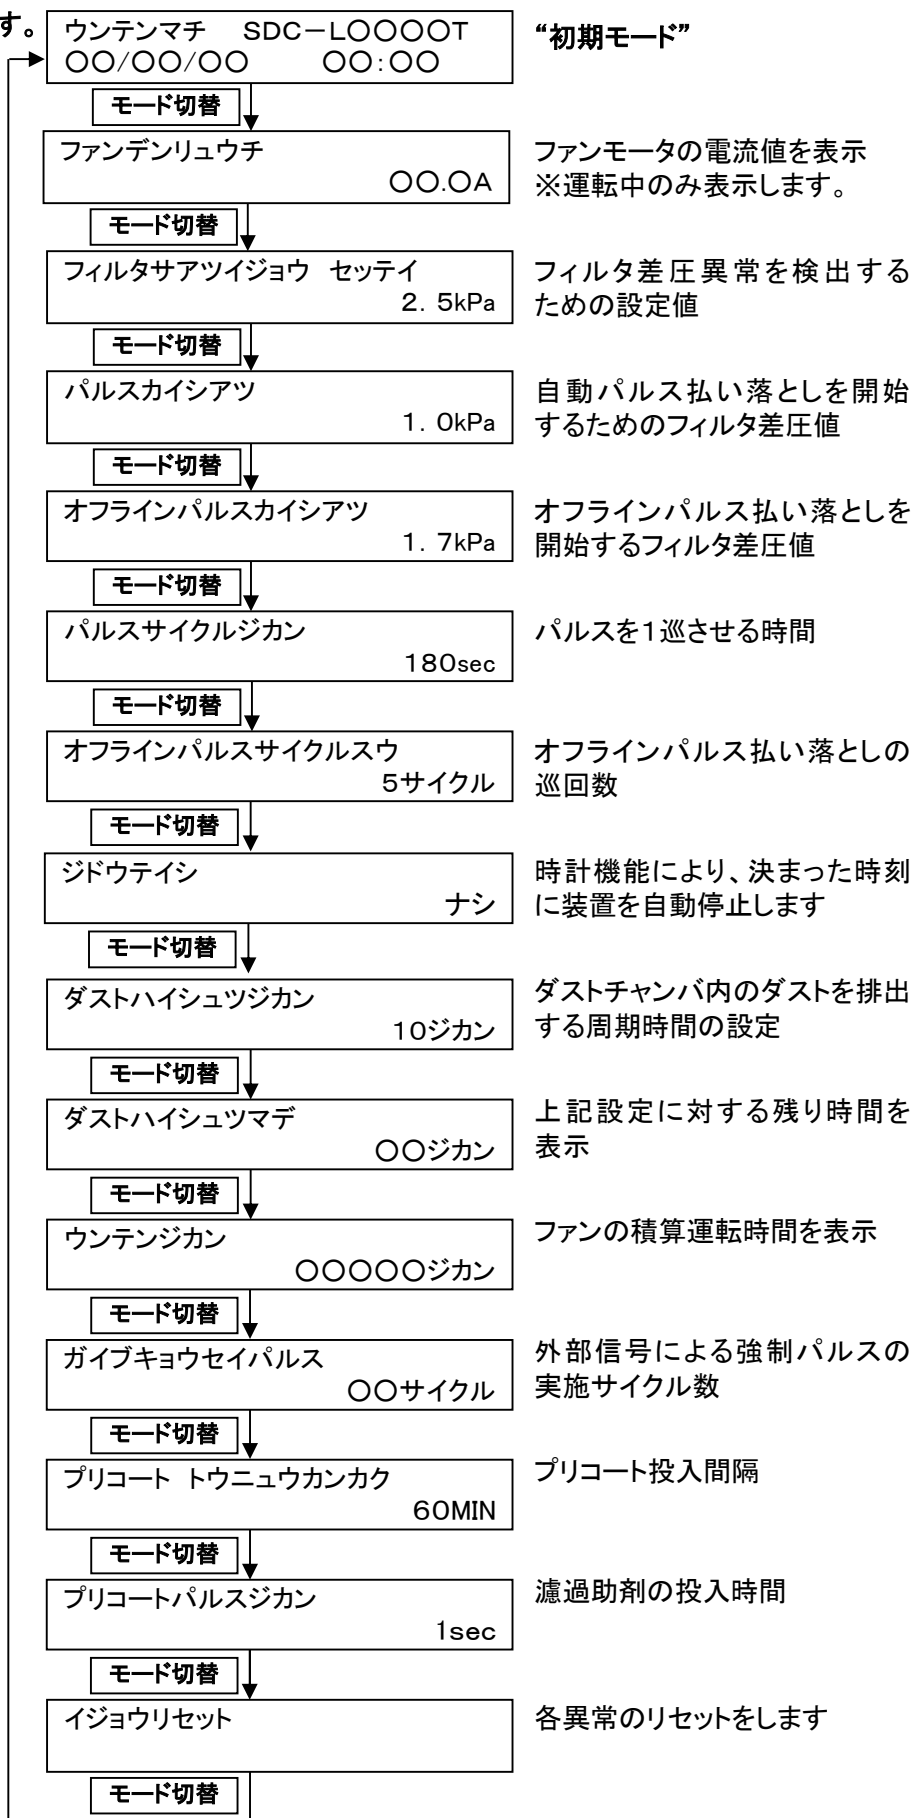 す。
ウンテンマチ　SDC－L○○○○T
○○/○○/○○　○○:○○
“初期モード”
モード切替
ファンデンリュウチ
○○.○A
ファンモータの電流値を表示
※運転中のみ表示します。
モード切替
フィルタサアツイジョウ　セッテイ
２．５kPa
フィルタ差圧異常を検出する
ための設定値
モード切替
パルスカイシアツ
１．０kPa
自動パルス払い落としを開始
するためのフィルタ差圧値
モード切替
オフラインパルスカイシアツ
１．７kPa
オフラインパルス払い落としを
開始するフィルタ差圧値
モード切替
パルスサイクルジカン
１８０sec
パルスを１巡させる時間
モード切替
オフラインパルスサイクルスウ
５サイクル
オフラインパルス払い落としの
巡回数
モード切替
ジドウテイシ
ナシ
時計機能により、決まった時刻
に装置を自動停止します
モード切替
ダストハイシュツジカン
１０ジカン
ダストチャンバ内のダストを排出
する周期時間の設定
モード切替
ダストハイシュツマデ
○○ジカン
上記設定に対する残り時間を
表示
モード切替
ウンテンジカン
○○○○○ジカン
ファンの積算運転時間を表示
モード切替
ガイブキョウセイパルス
○○サイクル
外部信号による強制パルスの
実施サイクル数
モード切替
プリコート　トウニュウカンカク
６０MIN
プリコート投入間隔
モード切替
プリコートパルスジカン
１sec
濾過助剤の投入時間
モード切替
イジョウリセット
各異常のリセットをします
モード切替